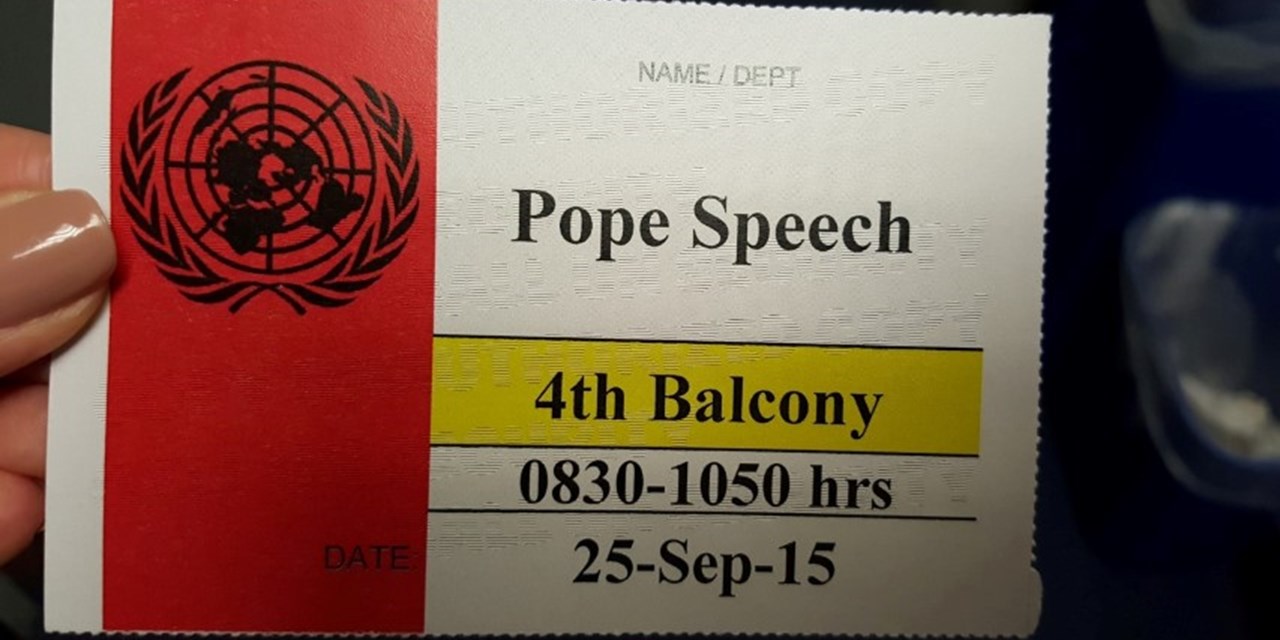 NAME / DEPT
Pope Speech
4th Balcony
0830-1050 hrs
DATE
25-Sep-15